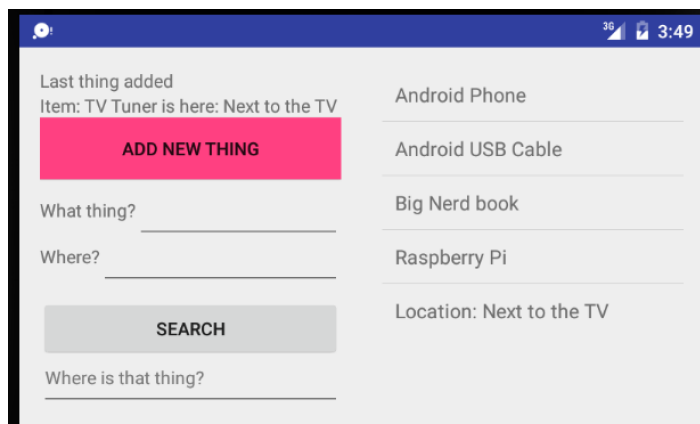 3G 3:49
Last thing added
Item: TV Tuner is here: Next to the TV
ADD NEW THING
What thing?
Where?
SEARCH
Where is that thing?
Android Phone
Android USB Cable
Big Nerd book
Raspberry Pi
Location: Next to the TV